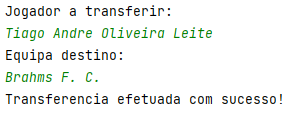 Jogador a transferir:
Tiago Andre Oliveira Leite
Equipa destino:
Brahms F. C.
Transferencia efetuada com sucesso!